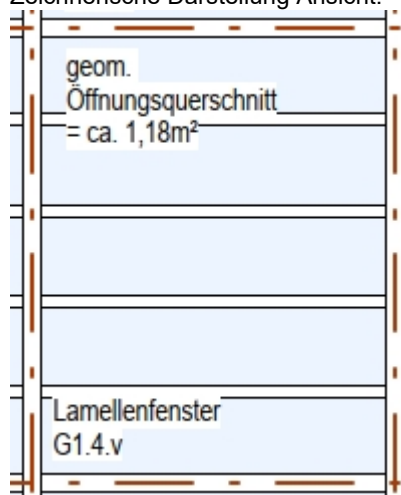 Zeichnerische Darstellung Ansicht:
geom.
Öffnungsquerschnitt
= ca. 1,18m²
Lamellenfenster
G1.4.v